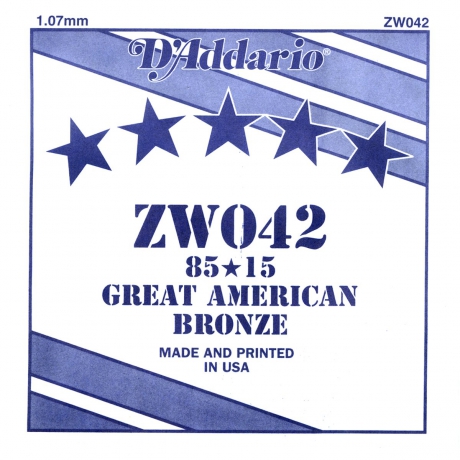 1.07mm ZW042
D'Addario®
ZW042
85★15
GREAT AMERICAN
BRONZE
MADE AND PRINTED
IN USA